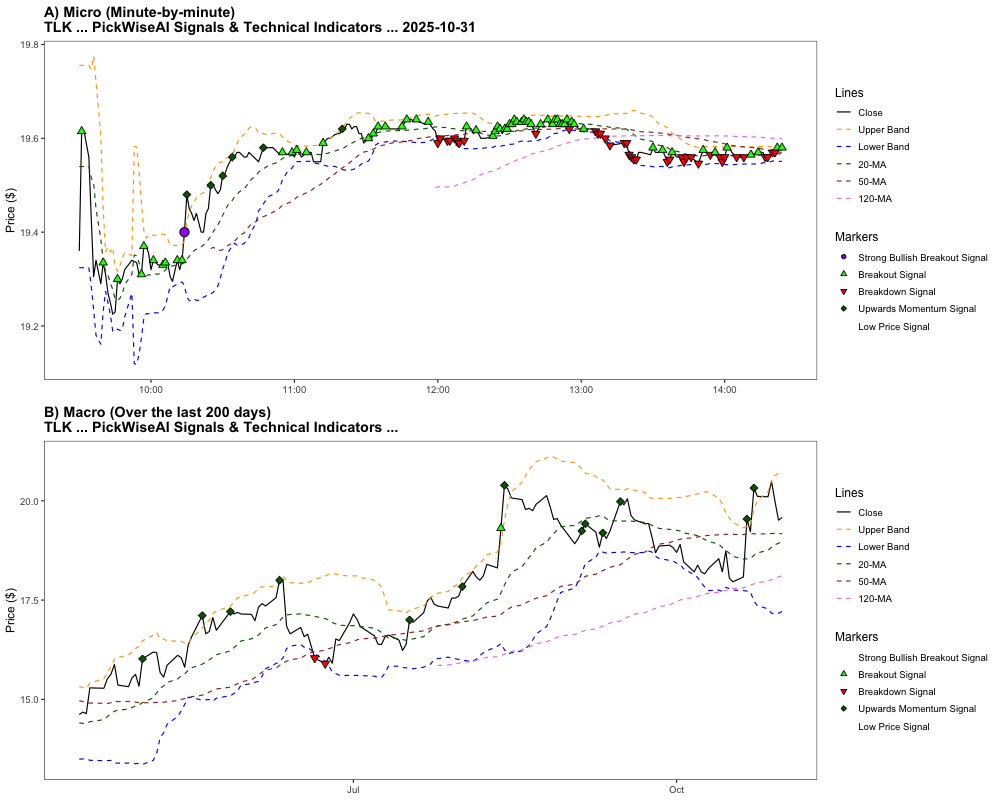 A) Micro (Minute-by-minute)
TLK ... PickWiseAI Signals & Technical Indicators ... 2025-10-31
Price ($)
19.8
19.6
19.4
19.2
10:00
11:00
12:00
13:00
14:00
Lines
Close
Upper Band
Lower Band
20-MA
50-MA
120-MA
Markers
Strong Bullish Breakout Signal
Breakout Signal
Breakdown Signal
Upwards Momentum Signal
Low Price Signal
B) Macro (Over the last 200 days)
TLK ... PickWiseAI Signals & Technical Indicators ...
Price ($)
20.0
17.5
15.0
Jul
Oct
Lines
Close
Upper Band
Lower Band
20-MA
50-MA
120-MA
Markers
Strong Bullish Breakout Signal
Breakout Signal
Breakdown Signal
Upwards Momentum Signal
Low Price Signal